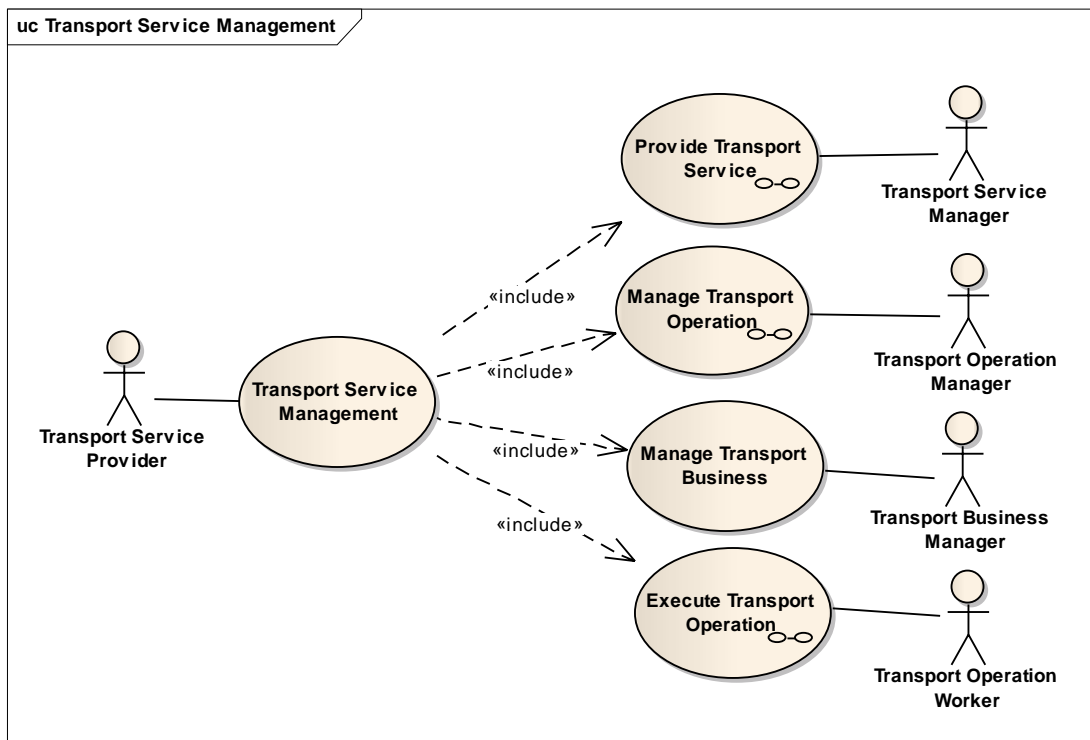 uc Transport Service Management
Provide Transport
Service
Transport Service
Manager
«include»
Manage Transport
Operation
Transport Operation
Manager
«include»
Transport Service
Provider
Transport Service
Management
«include»
Manage Transport
Business
Transport Business
Manager
«include»
Execute Transport
Operation
Transport Operation
Worker